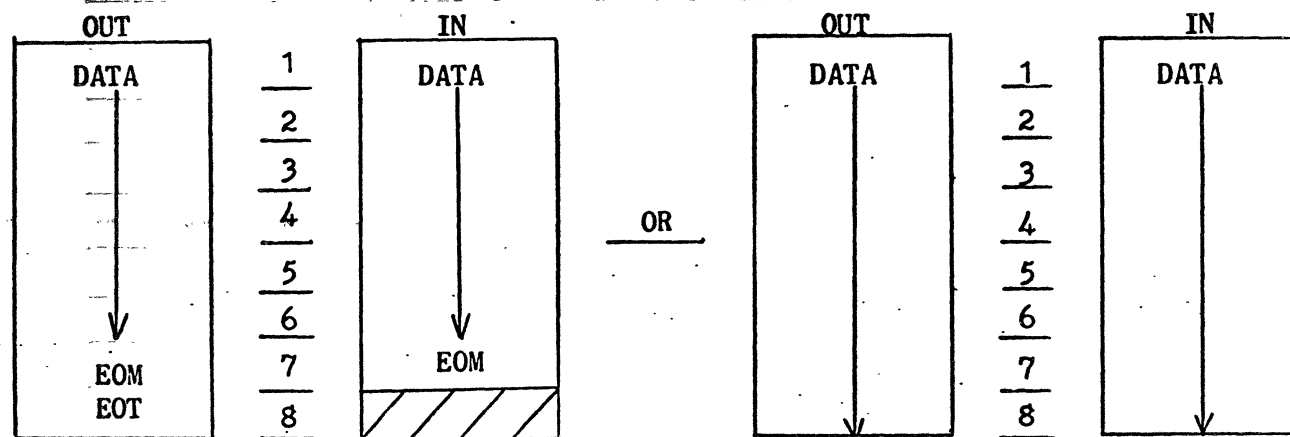 OUT IN OUT IN
DATA 1 DATA DATA 1 DATA
2 2
3 3
4 OR 4
5 5
6 6
EOM 7 EOM 7
EOT 8 8